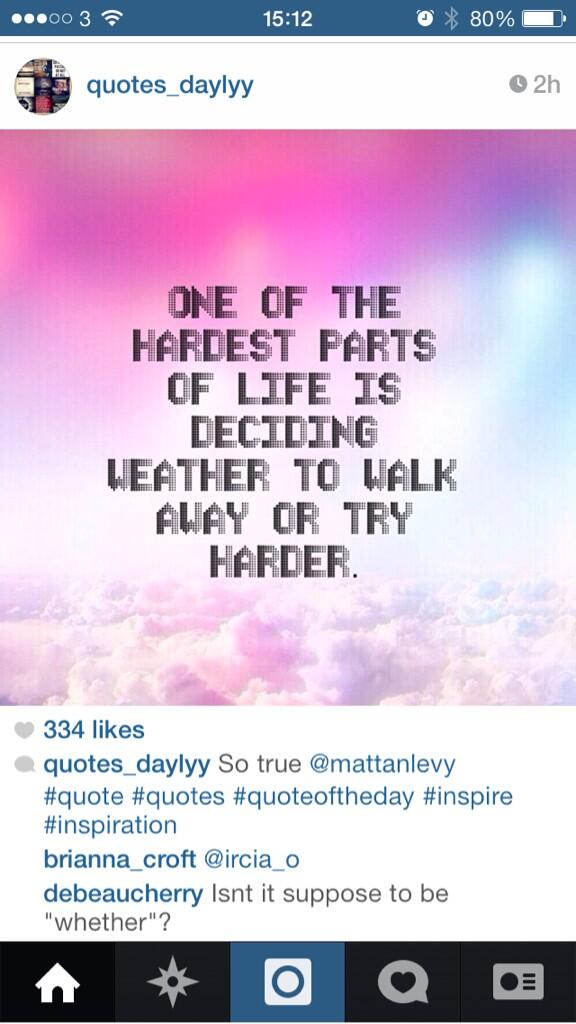 3 15:12 80%
quotes_daylyy 2h
ONE OF THE
HARDEST PARTS
OF LIFE IS
DECIDING
WEATHER TO WALK
AWAY OR TRY
HARDER.
334 likes
quotes_daylyy So true @mattanlevy
#quote #quotes #quoteoftheday #inspire
#inspiration
brianna_croft @ircia_o
debeaucherry Isnt it suppose to be
"whether"?